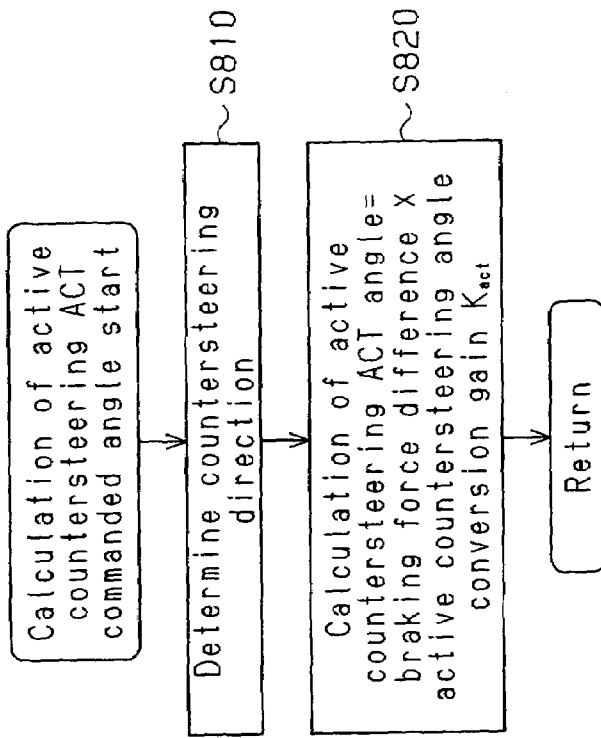 Calculation of active
countersteering ACT
commanded angle start
Determine countersteering
direction
S810
Calculation of active
countersteering ACT angle=
braking force difference x
active countersteering angle
conversion gain Kact
S820
Return